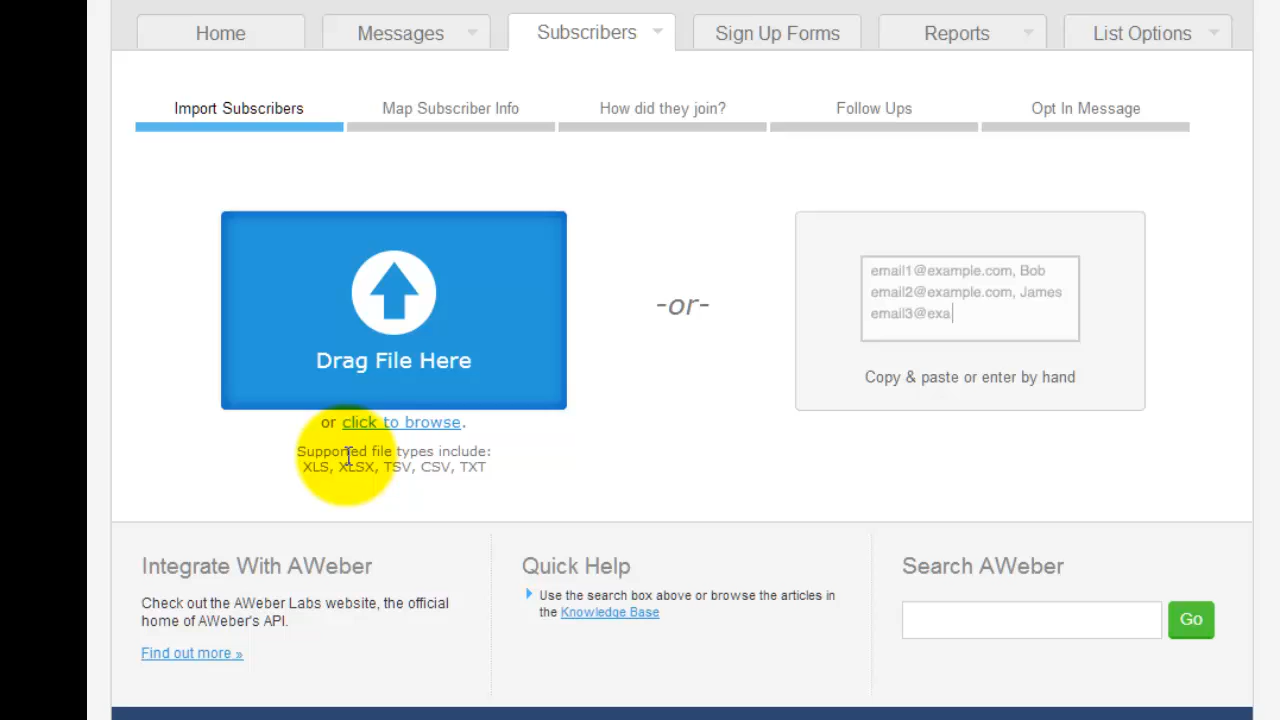 Home Messages Subscribers Sign Up Forms Reports List Options
Import Subscribers Map Subscriber Info How did they join? Follow Ups Opt In Message
Drag File Here
or click to browse.
Supported file types include:
XLS, XLSX, TSV, CSV, TXT
-or-
email1@example.com, Bob
email2@example.com, James
email3@exa
Copy & paste or enter by hand
Integrate With AWeber
Check out the AWeber Labs website, the official
home of AWeber's API.
Find out more »
Quick Help
Use the search box above or browse the articles in
the Knowledge Base
Search AWeber
Go